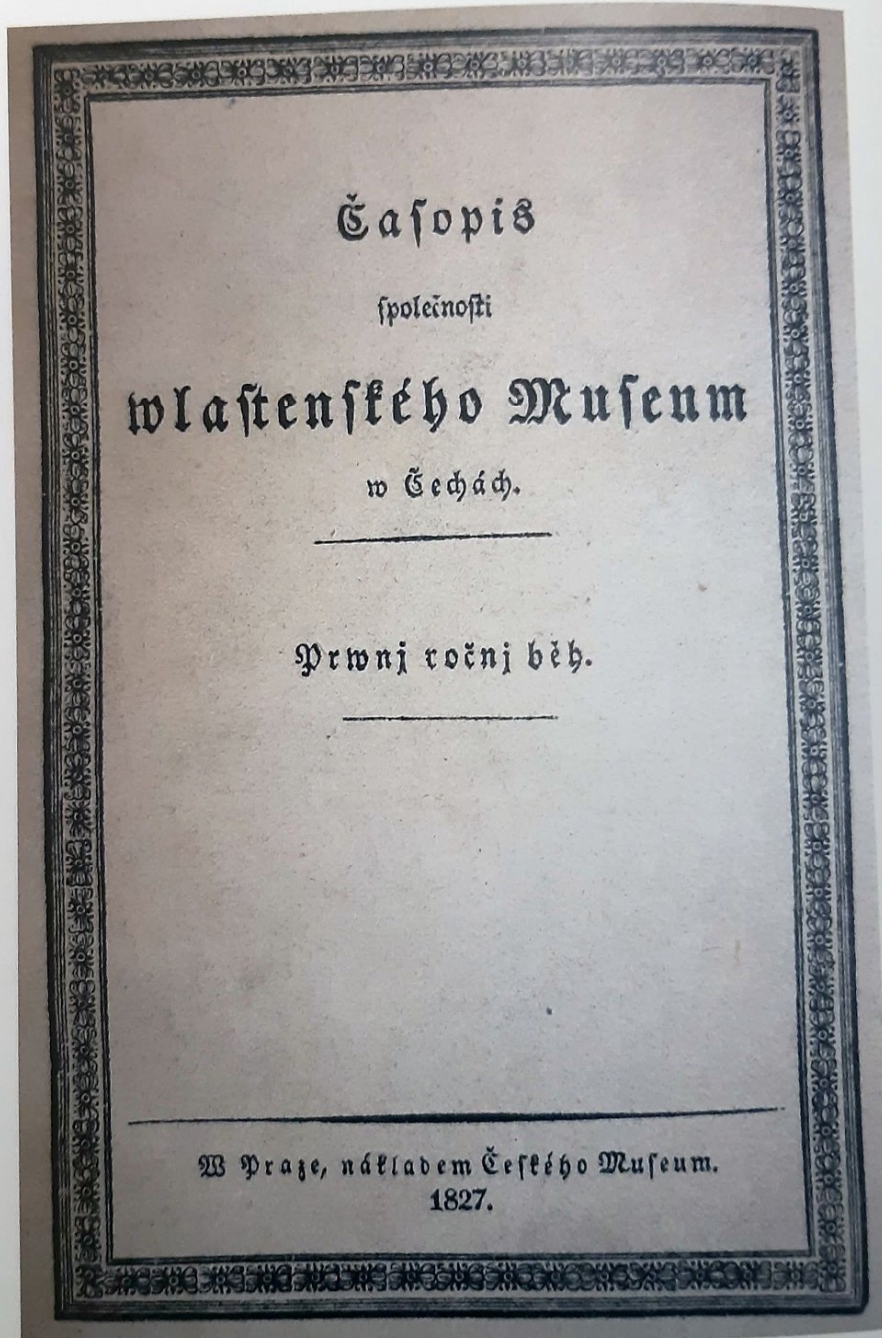 Časopis
společnosti
wlastenského Museum
w Čechách.
Prwnj ročnj běh.
W Praze, nákladem Českého Museum.
1827.